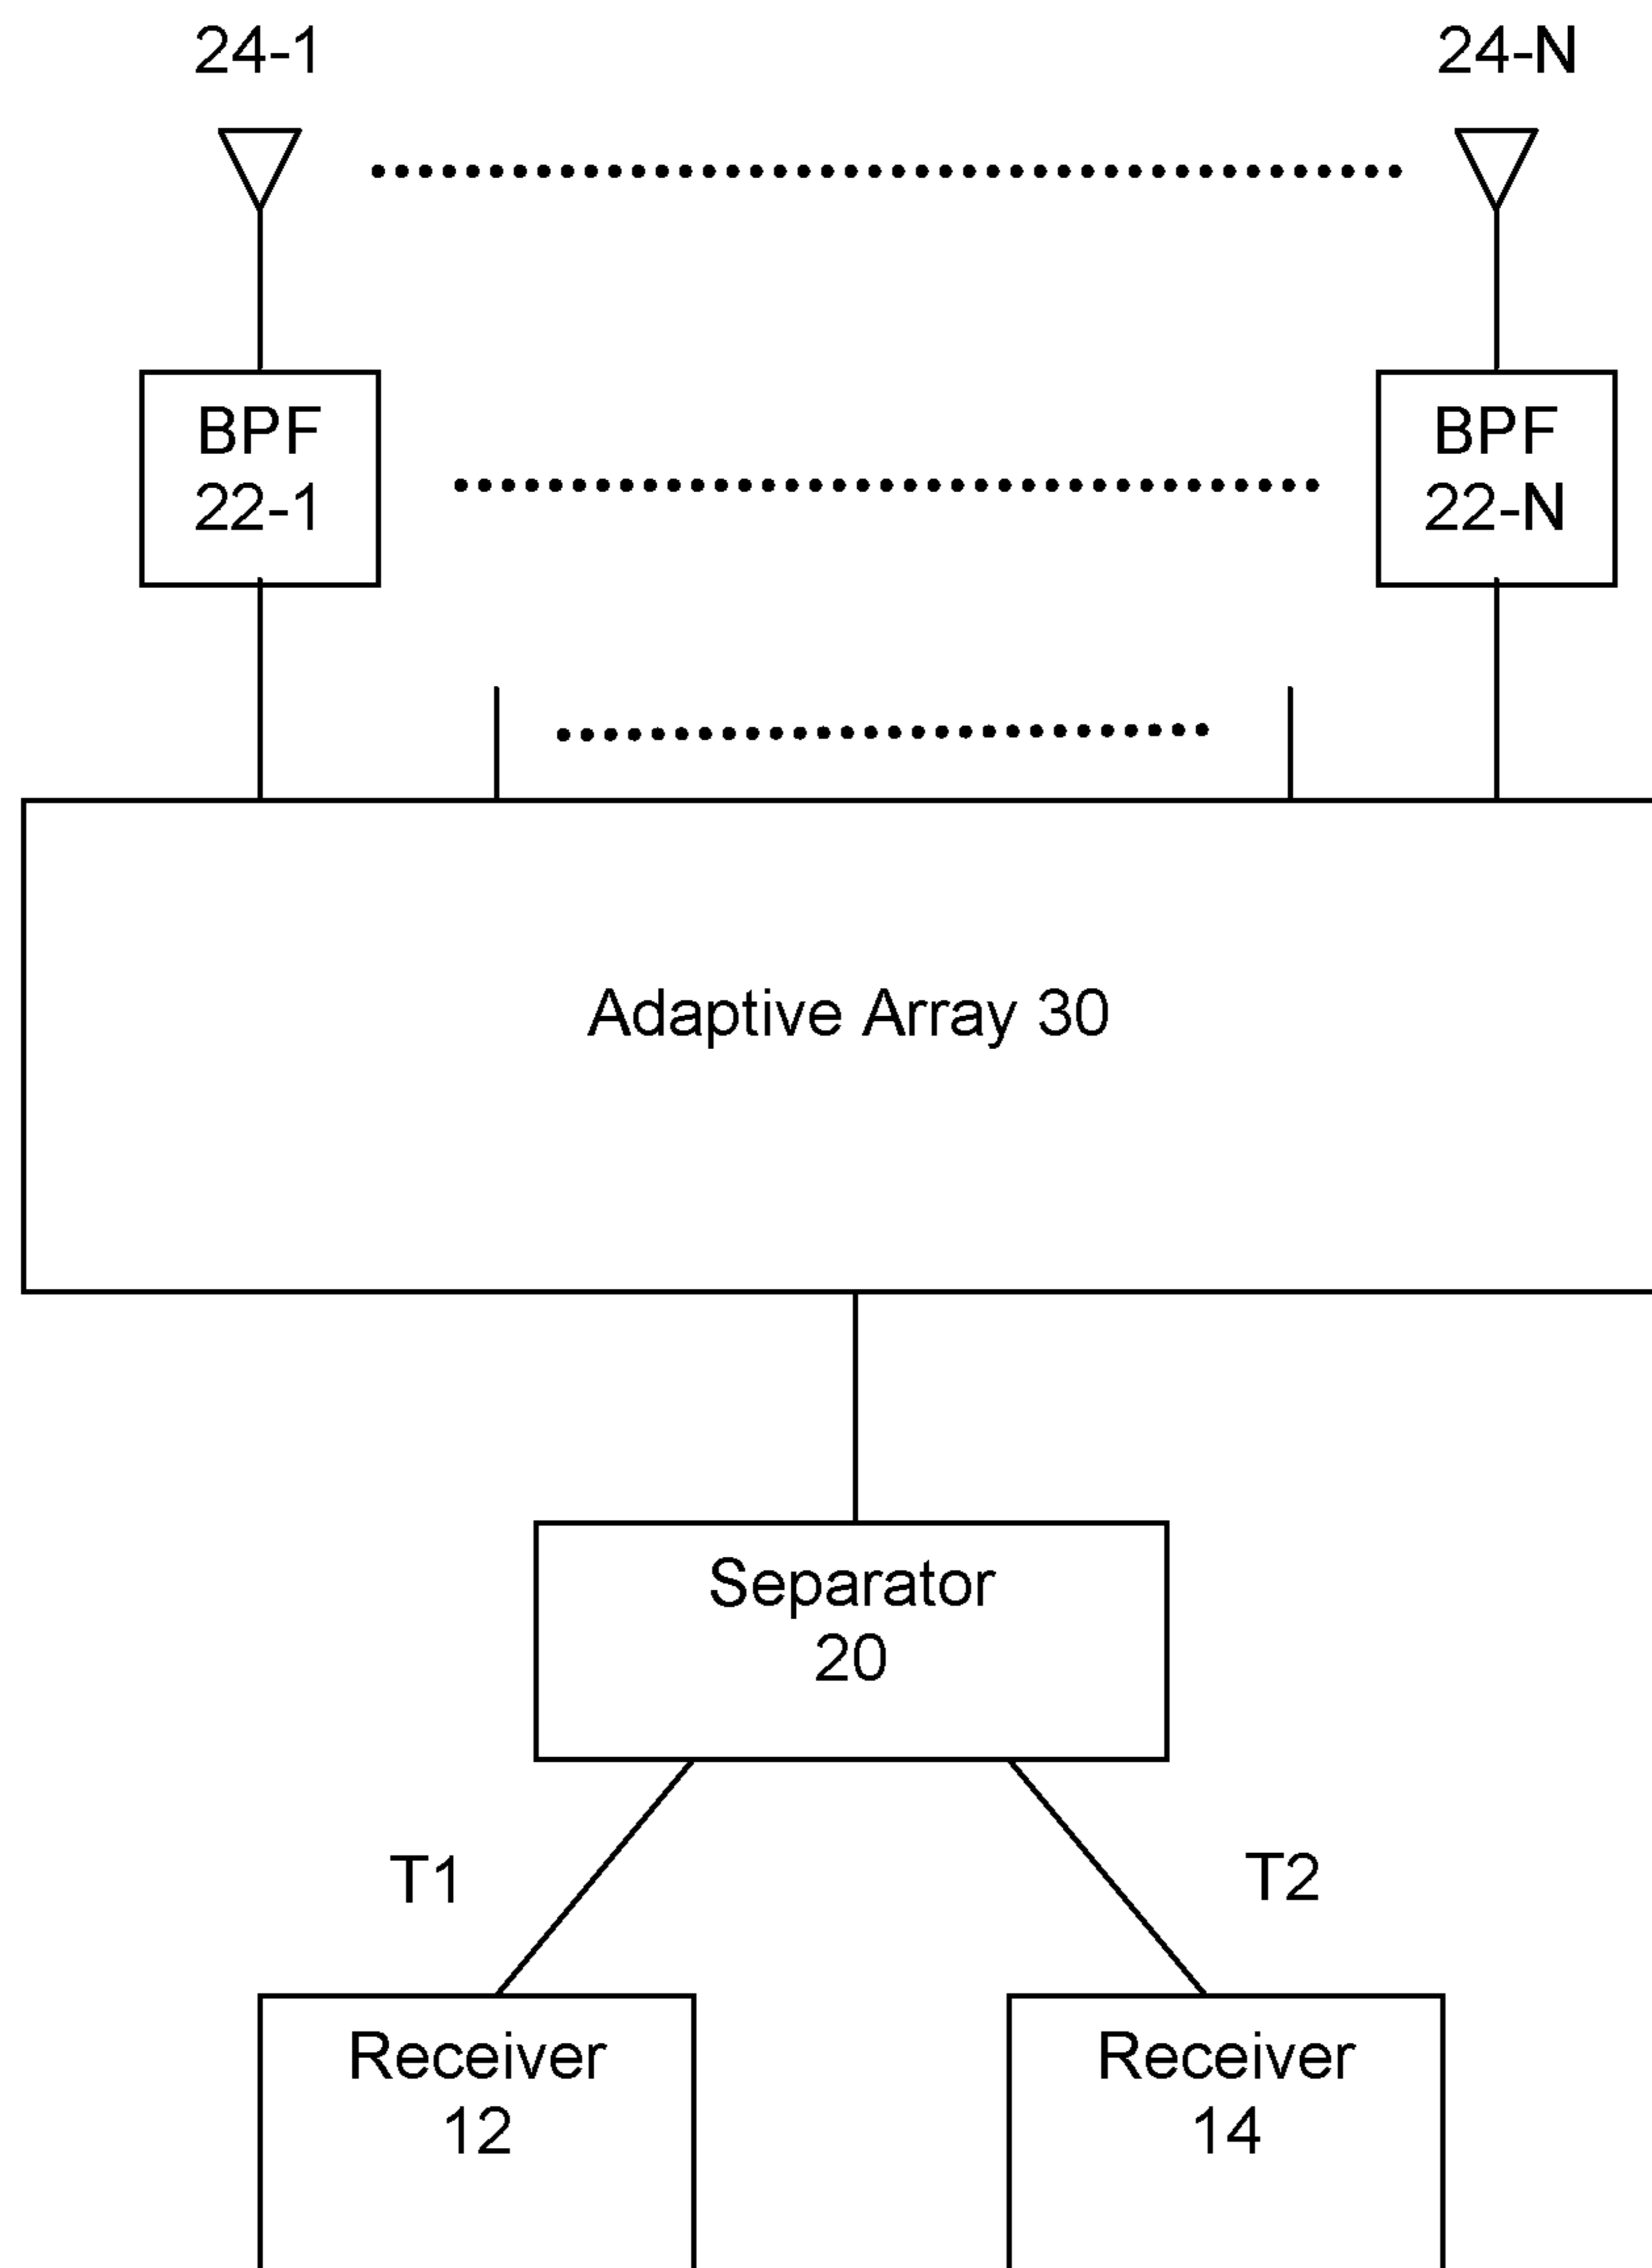 24-1
24-N
BPF
22-1
BPF
22-N
Adaptive Array 30
Separator
20
T1
T2
Receiver
12
Receiver
14